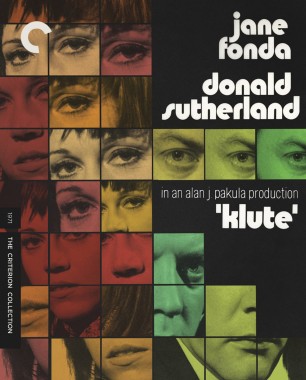 jane
fonda
donald
sutherland
in an alan j pakula production
'klute'
1971
THE CRITERION COLLECTION